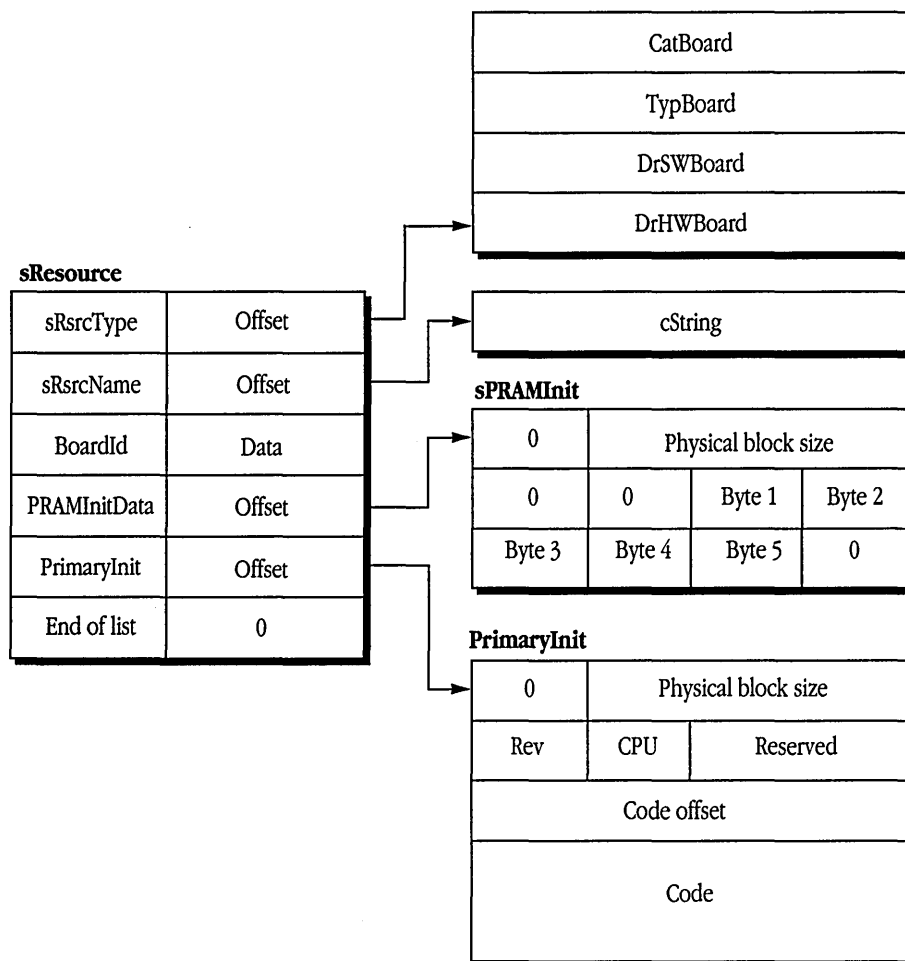 CatBoard
TypBoard
DrSWBoard
DrHWBoard
sResource
sRsrcType Offset
sRsrcName Offset
BoardId Data
PRAMInitData Offset
PrimaryInit Offset
End of list 0
cString
sPRAMInit
0 Physical block size
0 0 Byte 1 Byte 2
Byte 3 Byte 4 Byte 5 0
PrimaryInit
0 Physical block size
Rev CPU Reserved
Code offset
Code